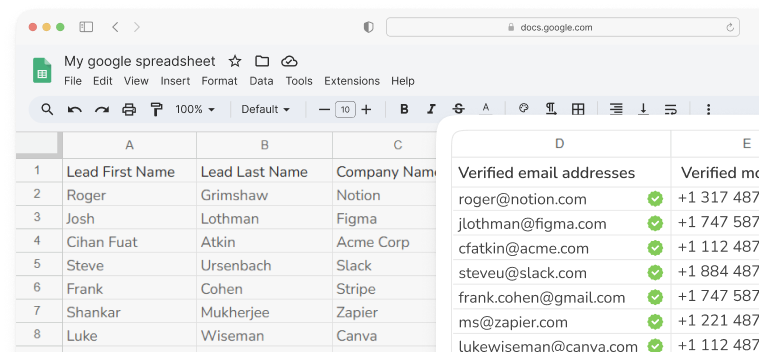 docs.google.com
My google spreadsheet
File Edit View Insert Format Data Tools Extensions Help
100% Default 10 B I S A
A B C D E
1 Lead First Name Lead Last Name Company Name Verified email addresses Verified
2 Roger Grimshaw Notion roger@notion.com +1 317 487
3 Josh Lothman Figma jlothman@figma.com +1 747 587
4 Cihan Fuat Atkin Acme Corp cfatkin@acme.com +1 112 487
5 Steve Ursenbach Slack steveu@slack.com +1 884 487
6 Frank Cohen Stripe frank.cohen@gmail.com +1 747 587
7 Shankar Mukherjee Zapier ms@zapier.com +1 221 487
8 Luke Wiseman Canva lukewiseman@canva.com +1 112 487